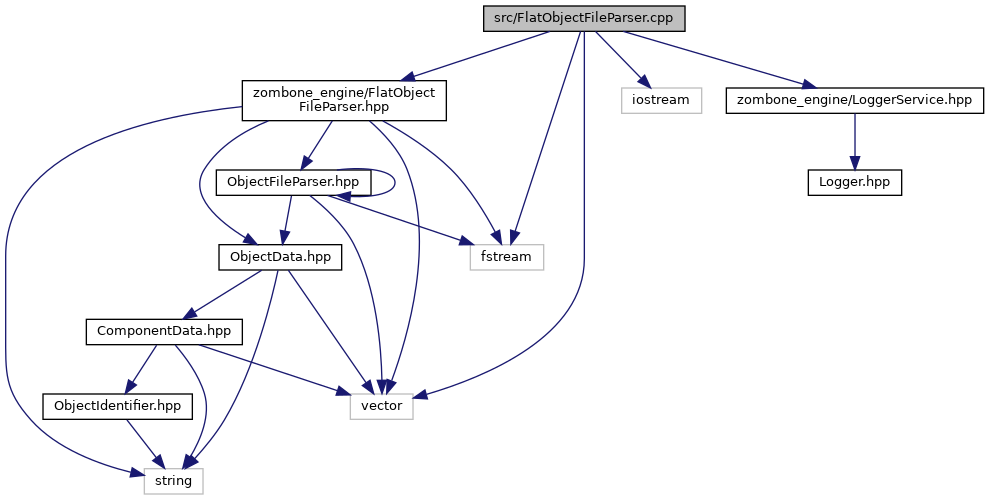 src/FlatObjectFileParser.cpp
zombone_engine/FlatObject
FileParser.hpp
iostream
zombone_engine/LoggerService.hpp
ObjectFileParser.hpp
Logger.hpp
ObjectData.hpp
fstream
ComponentData.hpp
ObjectIdentifier.hpp
vector
string